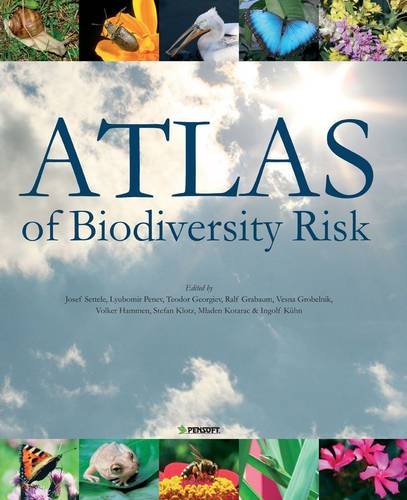 ATLAS
of Biodiversity Risk
Edited by
Josef Settele, Lyubomir Penev, Teodor Georgiev, Ralf Grabaum, Vesna Grobelnik,
Volker Hammen, Stefan Klotz, Mladen Kotarac & Ingolf Kühn
PENSOFT.